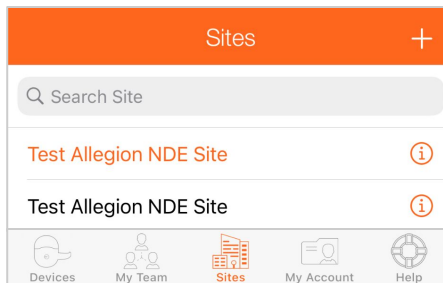 Sites +
Search Site
Test Allegion NDE Site
Test Allegion NDE Site
Devices My Team Sites My Account Help